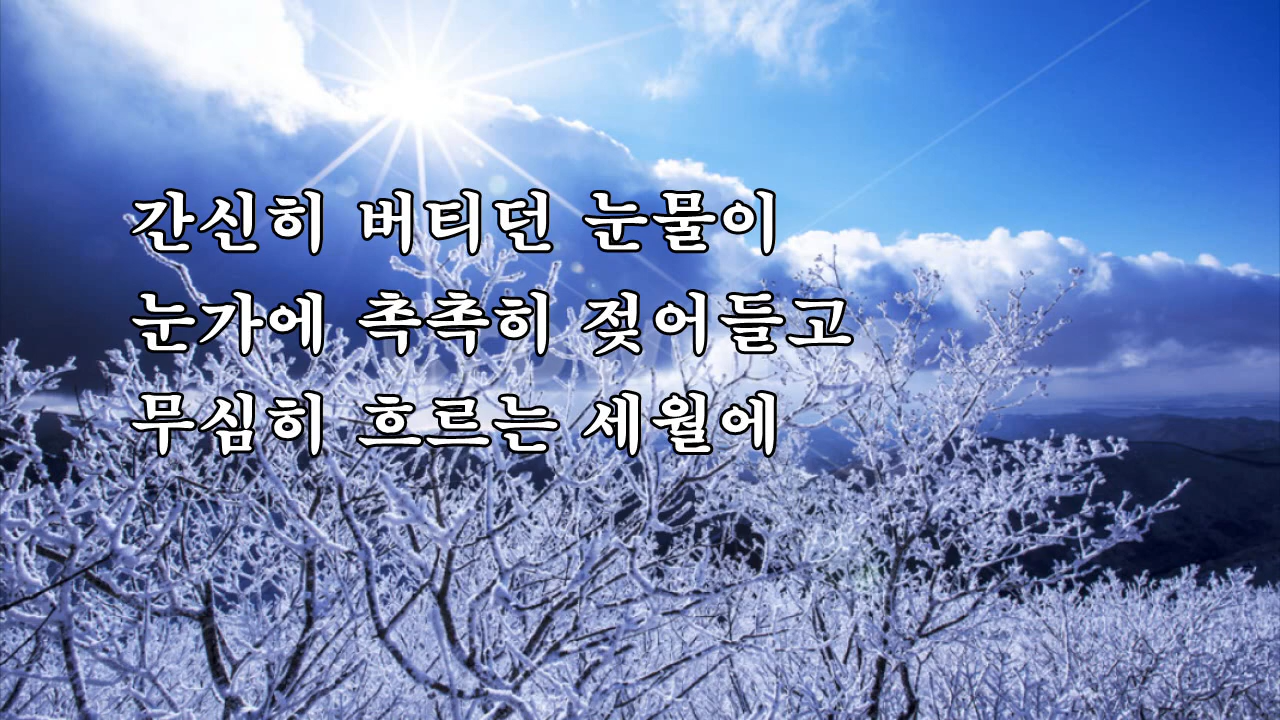 간신히 버티던 눈물이
눈가에 촉촉히 젖어들고
무심히 흐르는 세월에